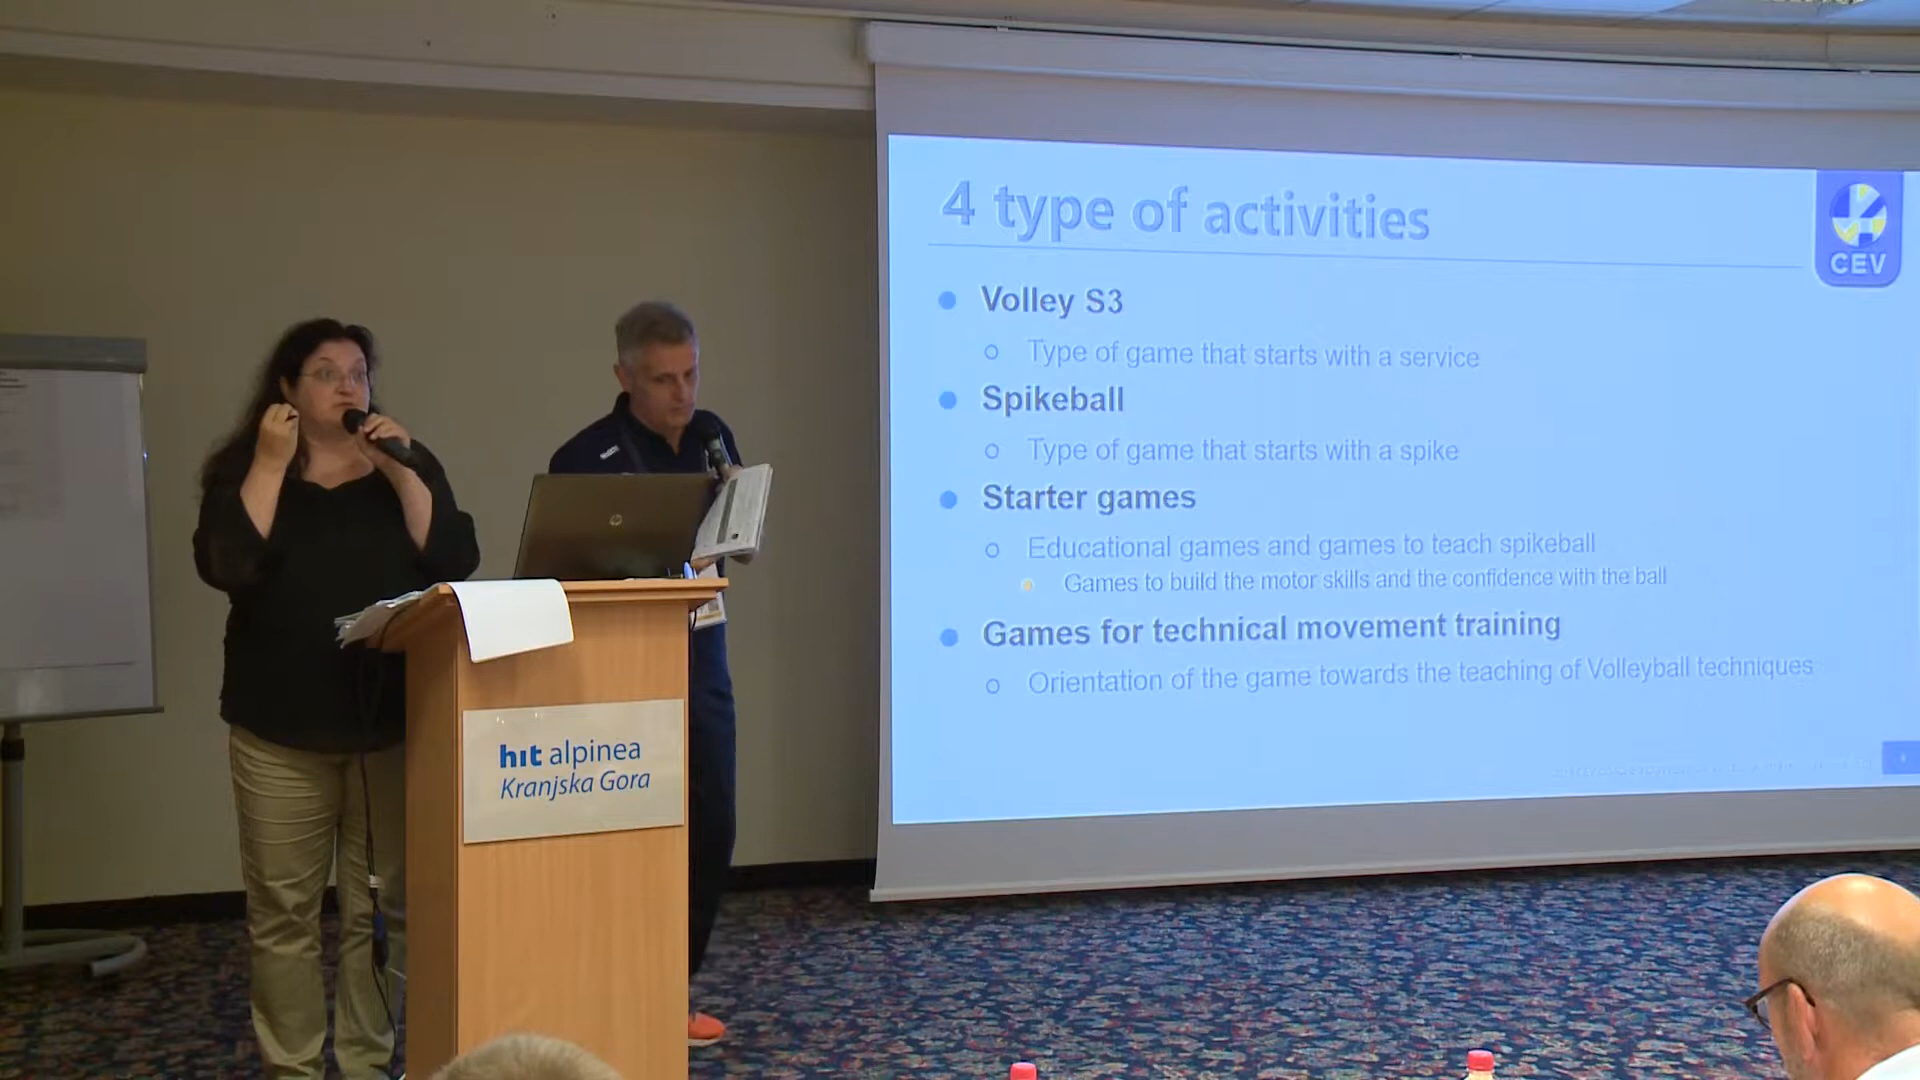 4 type of activities
CEV
Volley S3
Type of game that starts with a service
Spikeball
Type of game that starts with a spike
Starter games
Educational games and games to teach spikeball
Games to build the motor skills and the confidence with the ball
Games for technical movement training
Orientation of the game towards the teaching of Volleyball techniques
hp
hit alpinea
Kranjska Gora